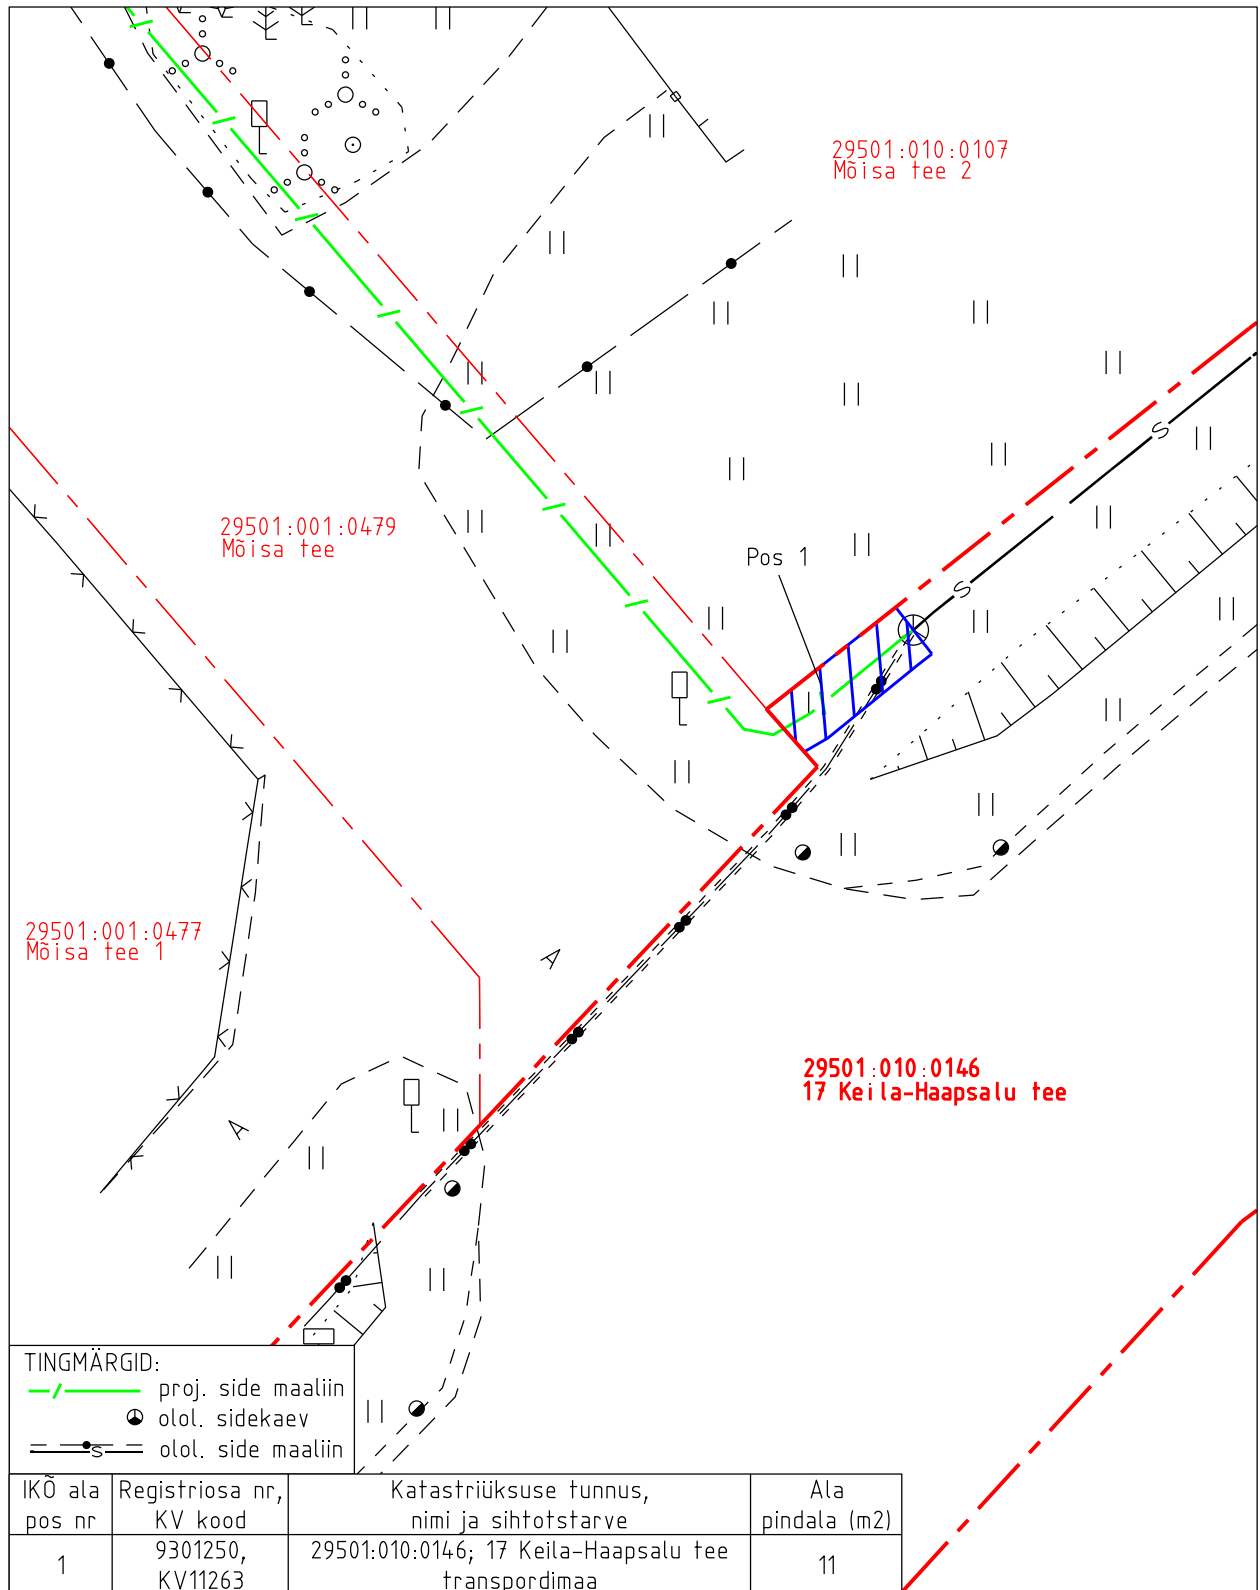 29501:010:0107
Mõisa tee 2
S
29501:001:0479
Mõisa tee
Pos 1
S
29501:001:0477
Mõisa tee 1
29501:010:0146
17 Keila-Haapsalu tee
TINGMÄRGID:
proj. side maaliin
olol. sidekaev
S olol. side maaliin
IKÕ ala pos nr
Registriosa nr, KV kood
Katastriüksuse tunnus, nimi ja sihtotstarve
Ala pindala (m2)
1
9301250, KV11263
29501:010:0146; 17 Keila-Haapsalu tee transpordimaa
11